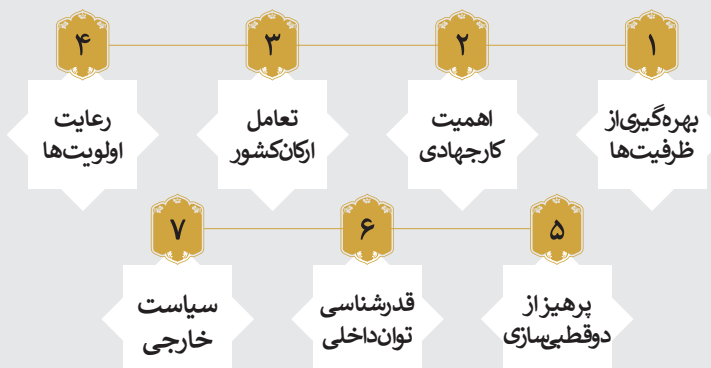 ۱
بهره‌گیری از
ظرفیت‌ها
۲
اهمیت
کار جهادی
۳
تعامل
ارکان کشور
۴
رعایت
اولویت‌ها
۵
پرهیز از
دوقطبی‌سازی
۶
قدرشناسی
توان داخلی
۷
سیاست
خارجی